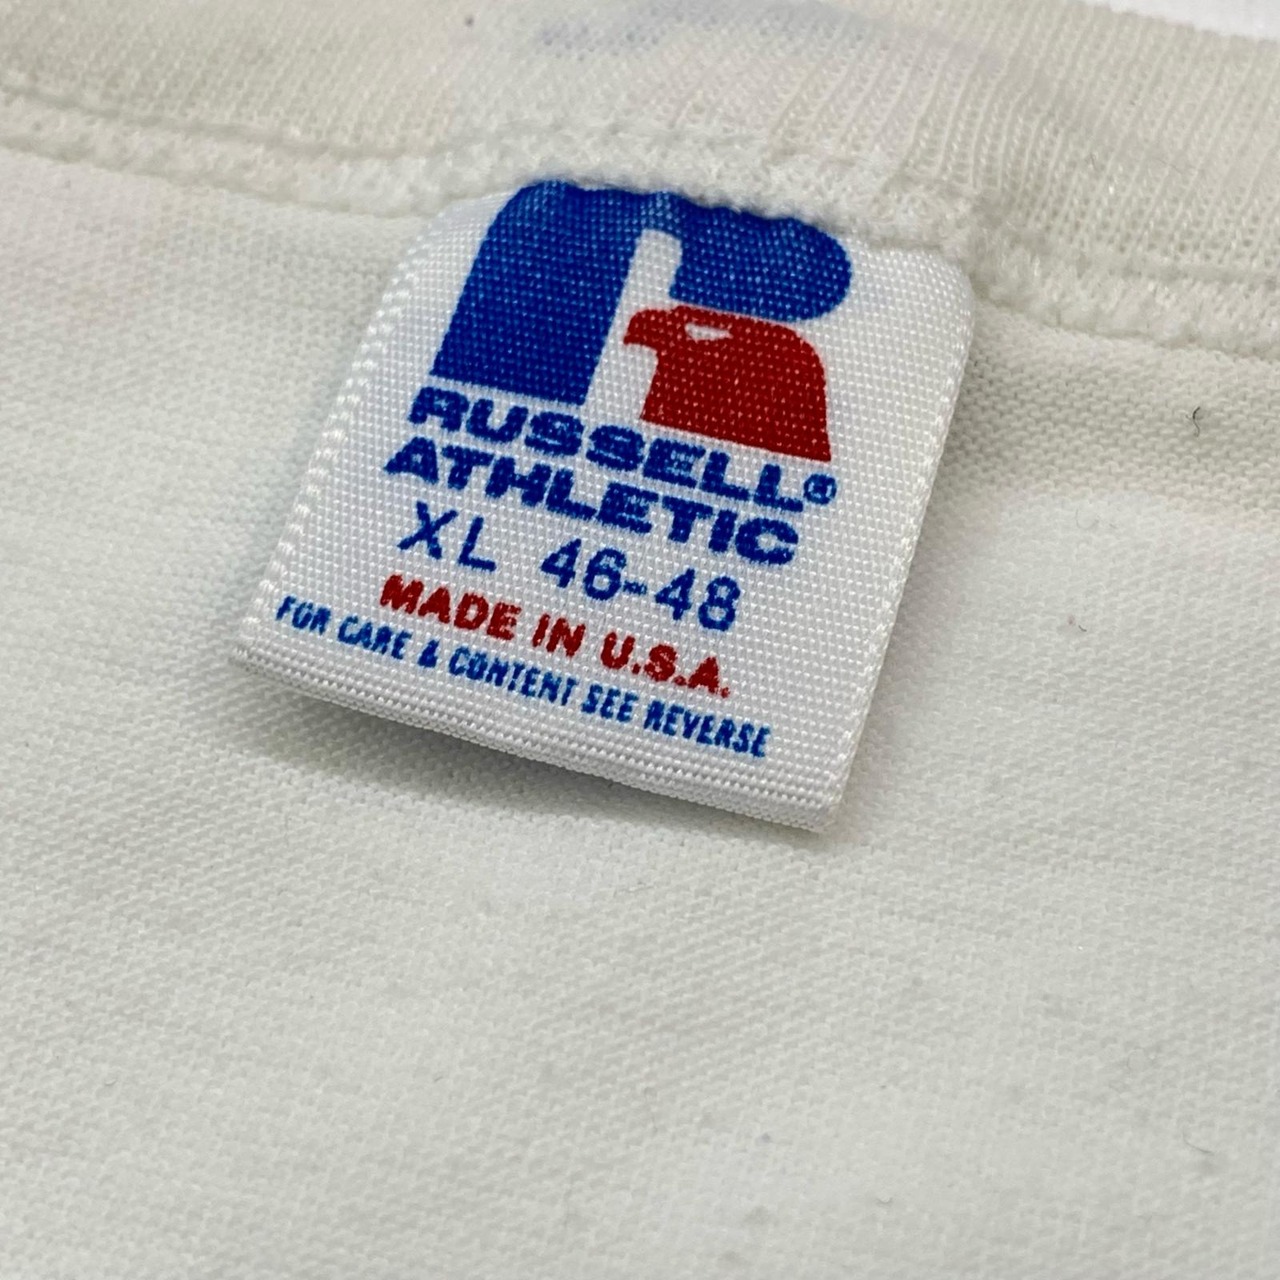 RUSSELL®
ATHLETIC
XL 46-48
MADE IN U.S.A.
FOR CARE & CONTENT SEE REVERSE